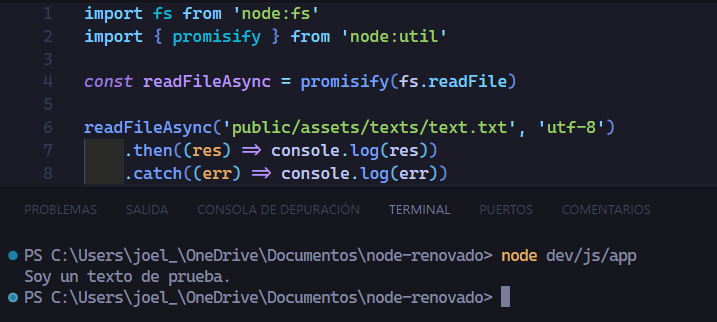 1 import fs from 'node:fs'
2 import { promisify } from 'node:util'
3
4 const readFileAsync = promisify(fs.readFile)
5
6 readFileAsync('public/assets/texts/text.txt', 'utf-8')
7 .then((res) => console.log(res))
8 .catch((err) => console.log(err))
PROBLEMAS SALIDA CONSOLA DE DEPURACIÓN TERMINAL PUERTOS COMENTARIOS
PS C:\Users\joel_\OneDrive\Documentos\node-renovado> node dev/js/app
Soy un texto de prueba.
PS C:\Users\joel_\OneDrive\Documentos\node-renovado>